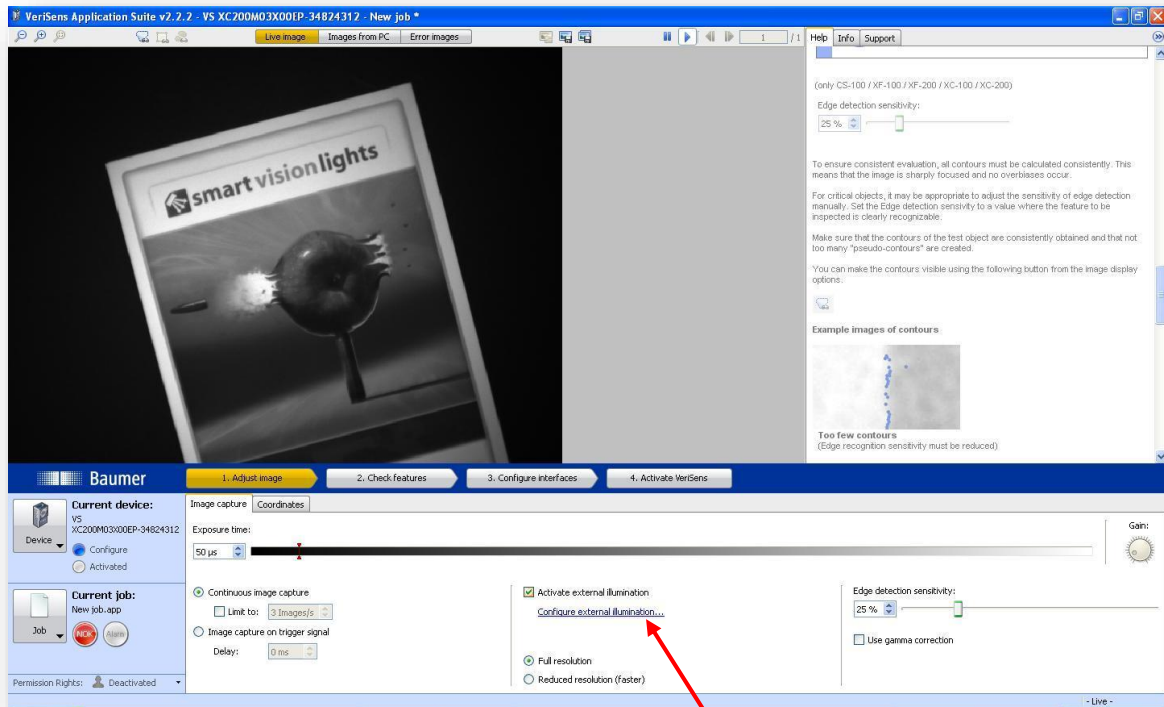 VeriSens Application Suite v2.2.2 - VS XC200M03X00EP-34824312 - New job *
Live image
Images from PC
Error images
1
/1
Help
Info
Support
smart vision lights
(only CS-100 / XF-100 / XF-200 / XC-100 / XC-200)
Edge detection sensitivity:
25 %
To ensure consistent evaluation, all contours must be calculated consistently. This
means that the image is sharply focused and no overbiases occur.
For critical objects, it may be appropriate to adjust the sensitivity of edge detection
manually. Set the Edge detection sensivity to a value where the feature to be
inspected is clearly recognizable.
Make sure that the contours of the test object are consistently obtained and that not
too many "pseudo-contours" are created.
You can make the contours visible using the following button from the image display
options.
Example images of contours
Too few contours
(Edge recognition sensitivity must be reduced)
Baumer
1. Adjust image
2. Check features
3. Configure interfaces
4. Activate VeriSens
Device
Current device:
VS
XC200M03X00EP-34824312
Configure
Activated
Job
Current job:
New job.app
NOK
Alarm
Permission Rights:
Deactivated
Image capture
Coordinates
Exposure time:
50 µs
Gain:
Continuous image capture
Limit to:
3 Images/s
Image capture on trigger signal
Delay:
0 ms
Activate external illumination
Configure external illumination...
Full resolution
Reduced resolution (faster)
Edge detection sensitivity:
25 %
Use gamma correction
- Live -